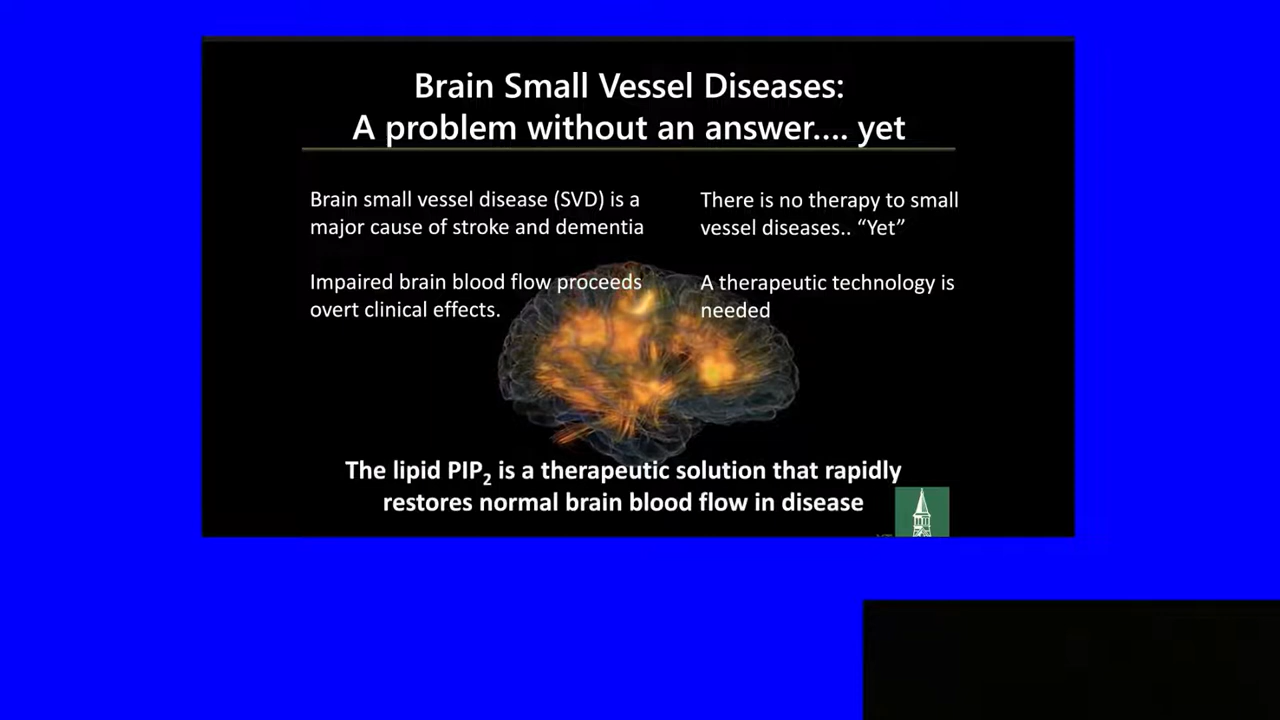 Brain Small Vessel Diseases:
A problem without an answer.... yet
Brain small vessel disease (SVD) is a
major cause of stroke and dementia
Impaired brain blood flow proceeds
overt clinical effects.
There is no therapy to small
vessel diseases.. “Yet”
A therapeutic technology is
needed
The lipid PIP₂ is a therapeutic solution that rapidly
restores normal brain blood flow in disease